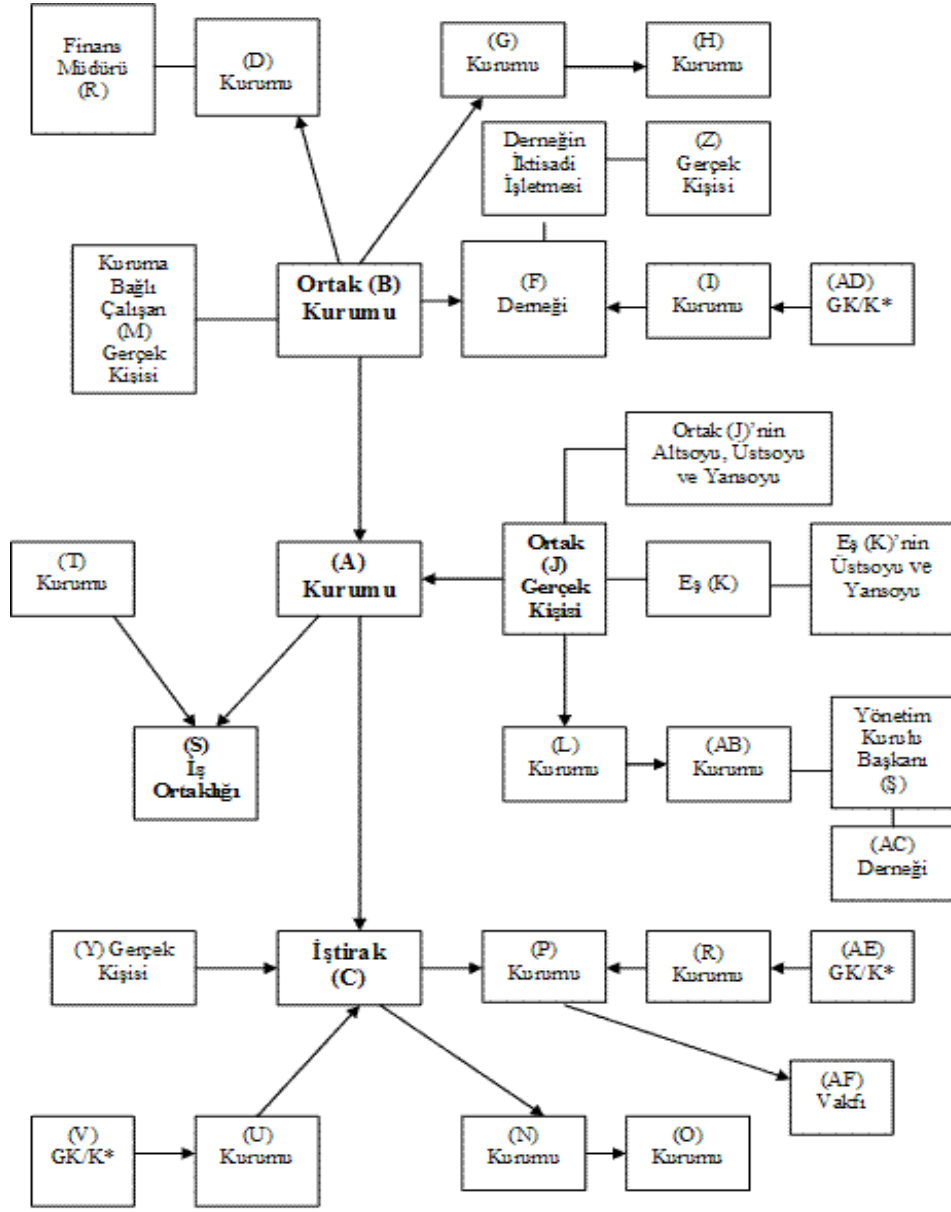 Finans
Müdürü
(R)
(D)
Kurumu
(G)
Kurumu
(H)
Kurumu
Derneğin
İktisadi
İşletmesi
(Z)
Gerçek
Kişisi
Kuruma
Bağlı
Çalışan
(M)
Gerçek
Kişisi
Ortak (B)
Kurumu
(F)
Derneği
(I)
Kurumu
(AD)
GK/K*
Ortak (J)'nin
Altsoyu, Üstsoyu
ve Yansoyu
(T)
Kurumu
(A)
Kurumu
Ortak
(J)
Gerçek
Kişisi
Eş (K)
Eş (K)'nin
Üstsoyu ve
Yansoyu
(S)
İş
Ortaklığı
(L)
Kurumu
(AB)
Kurumu
Yönetim
Kurulu
Başkanı
(Ş)
(AC)
Derneği
(Y) Gerçek
Kişisi
İştirak
(C)
(P)
Kurumu
(R)
Kurumu
(AE)
GK/K*
(AF)
Vakfı
(V)
GK/K*
(U)
Kurumu
(N)
Kurumu
(O)
Kurumu